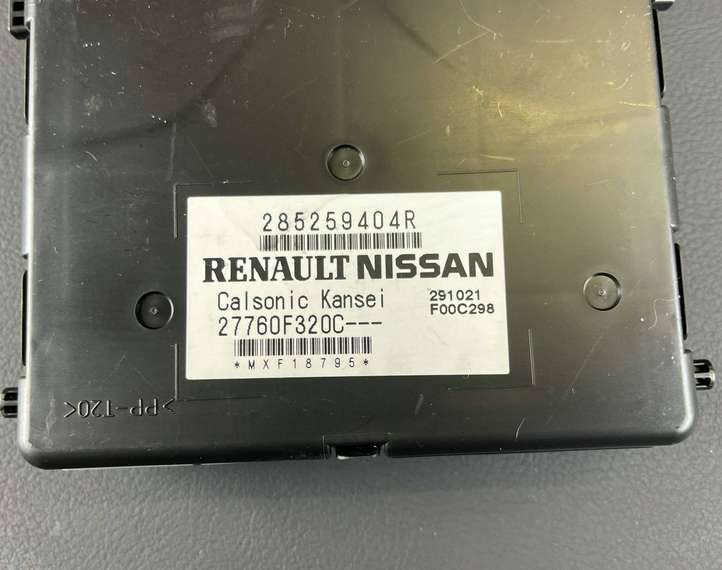 285259404R
RENAULT NISSAN
Calsonic Kansei 291021
27760F320C--- F00C298
*MXF18795*
>PP-T20<